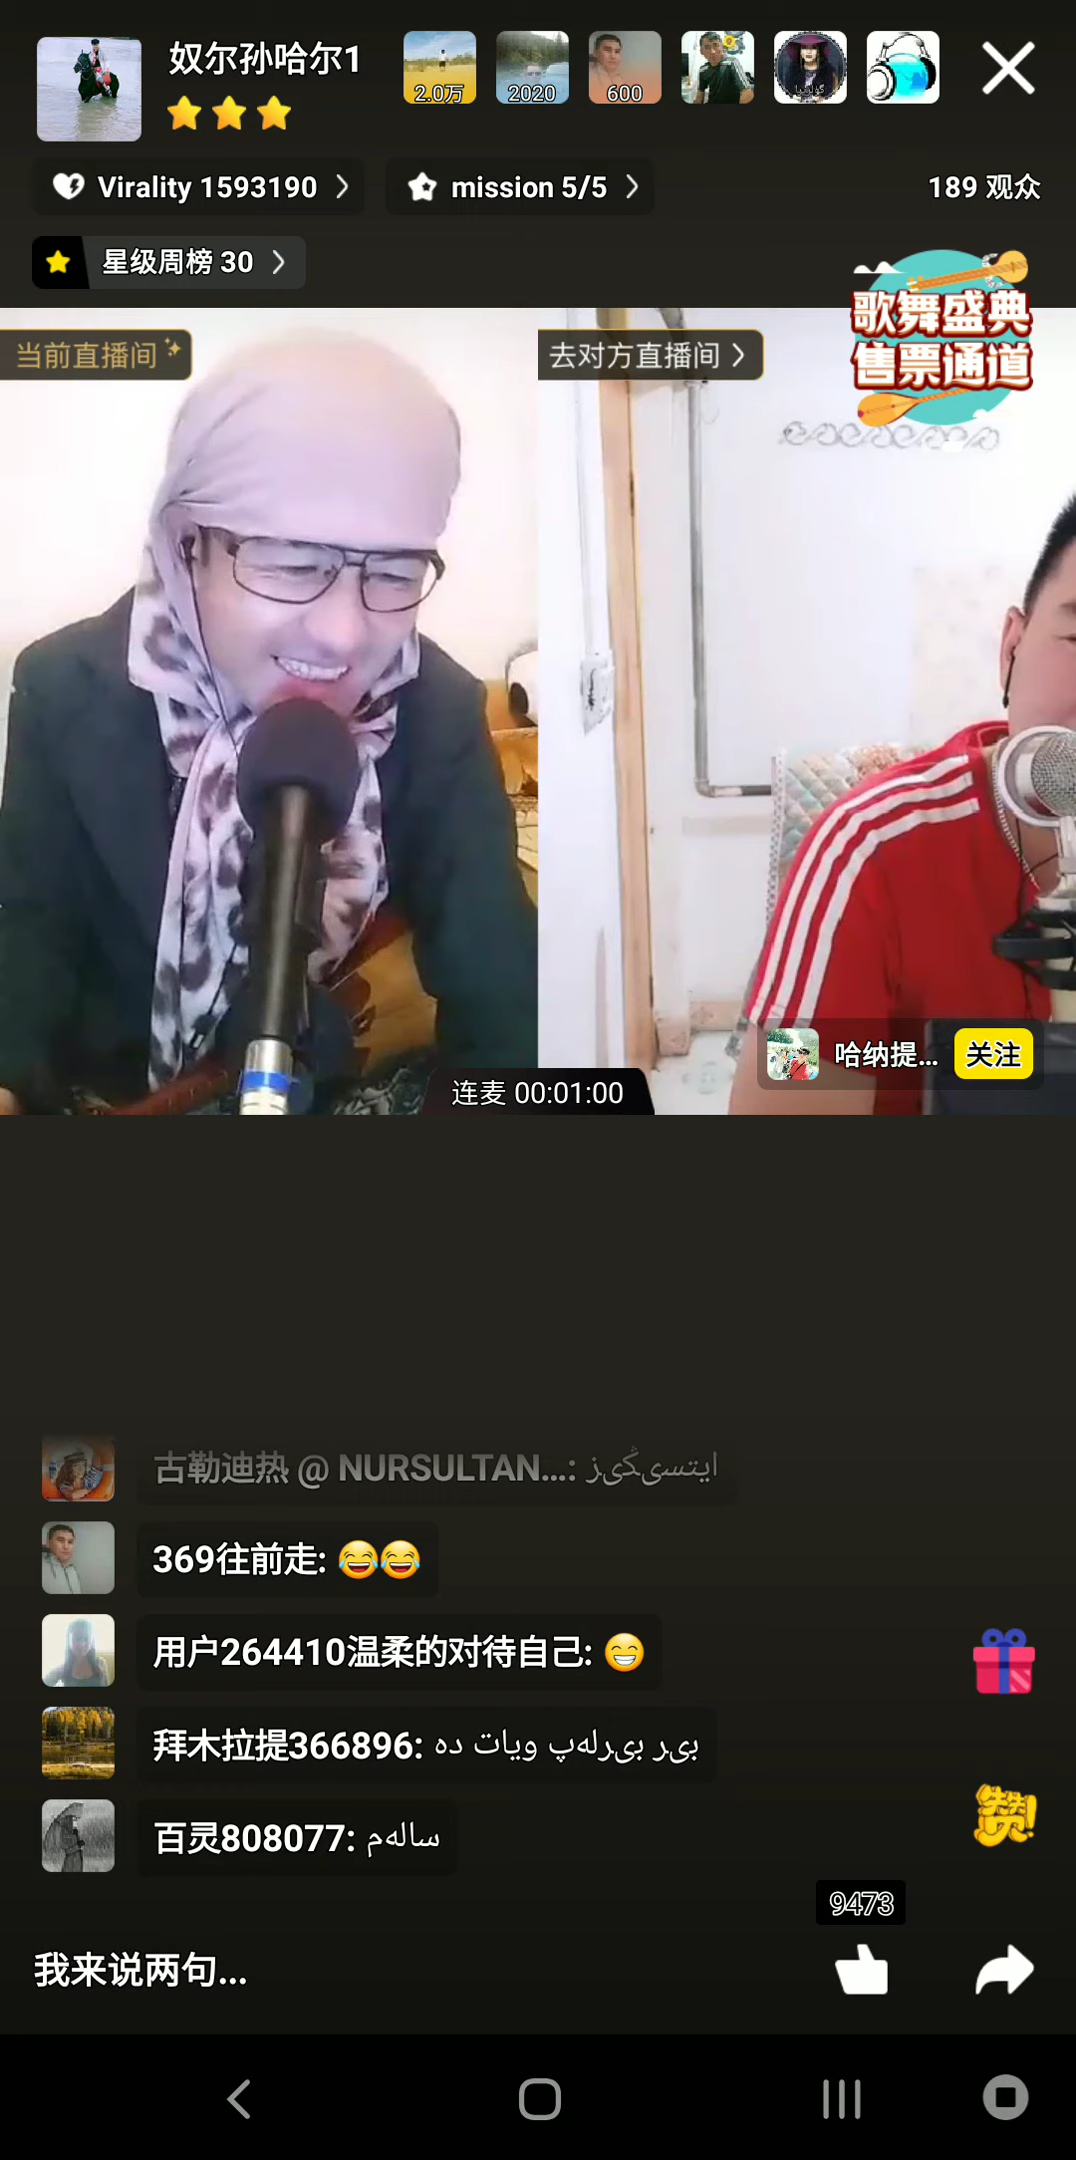 奴尔孙哈尔1
2.0万
2020
600
Virality 1593190
mission 5/5
189 观众
星级周榜 30
歌舞盛典
售票通道
当前直播间
去对方直播间
哈纳提...
关注
连麦 00:01:00
古勒迪热 @ NURSULTAN...: ايتسىڭىز
369往前走: 😂😂
用户264410温柔的对待自己: 😁
拜木拉提366896: بىر بىرلەپ ويات دە
百灵808077: سالەم
赞!
9473
我来说两句...